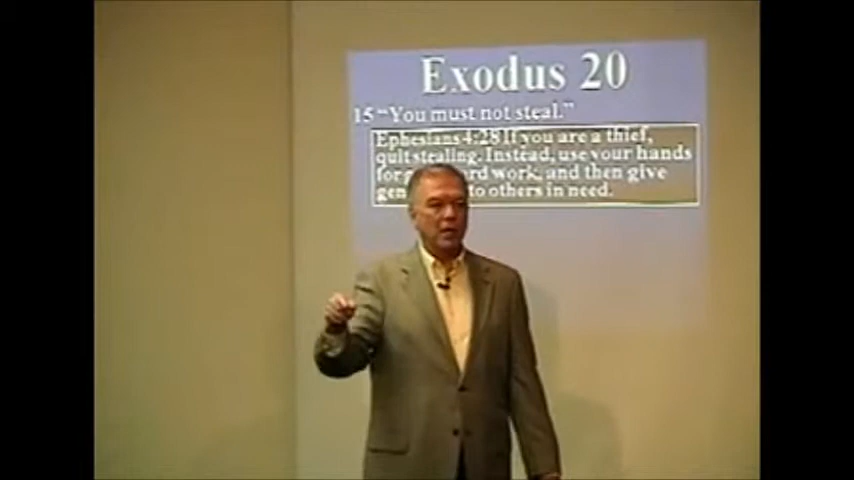 Exodus 20
15 “You must not steal.”
Ephesians 4:28 If you are a thief,
quit stealing. Instead, use your hands
for hard work, and then give
to others in need.